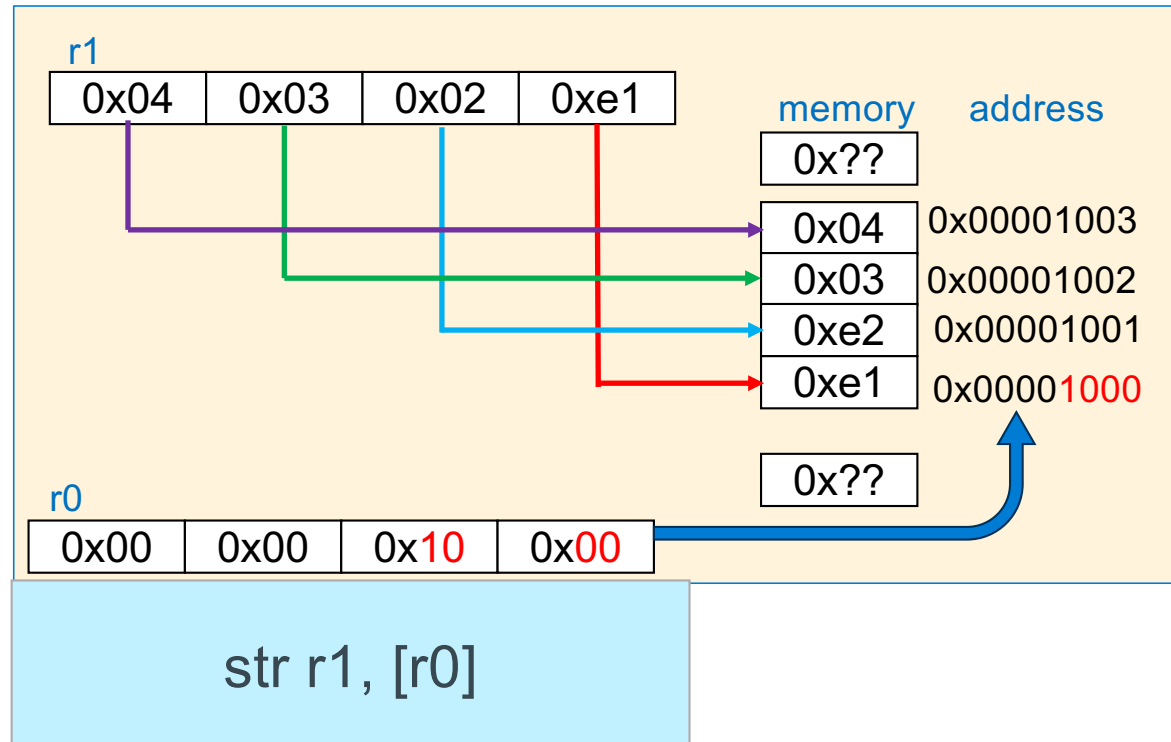 r1
0x04 0x03 0x02 0xe1
memory address
0x??
0x04 0x00001003
0x03 0x00001002
0xe2 0x00001001
0xe1 0x00001000
0x??
r0
0x00 0x00 0x10 0x00
str r1, [r0]